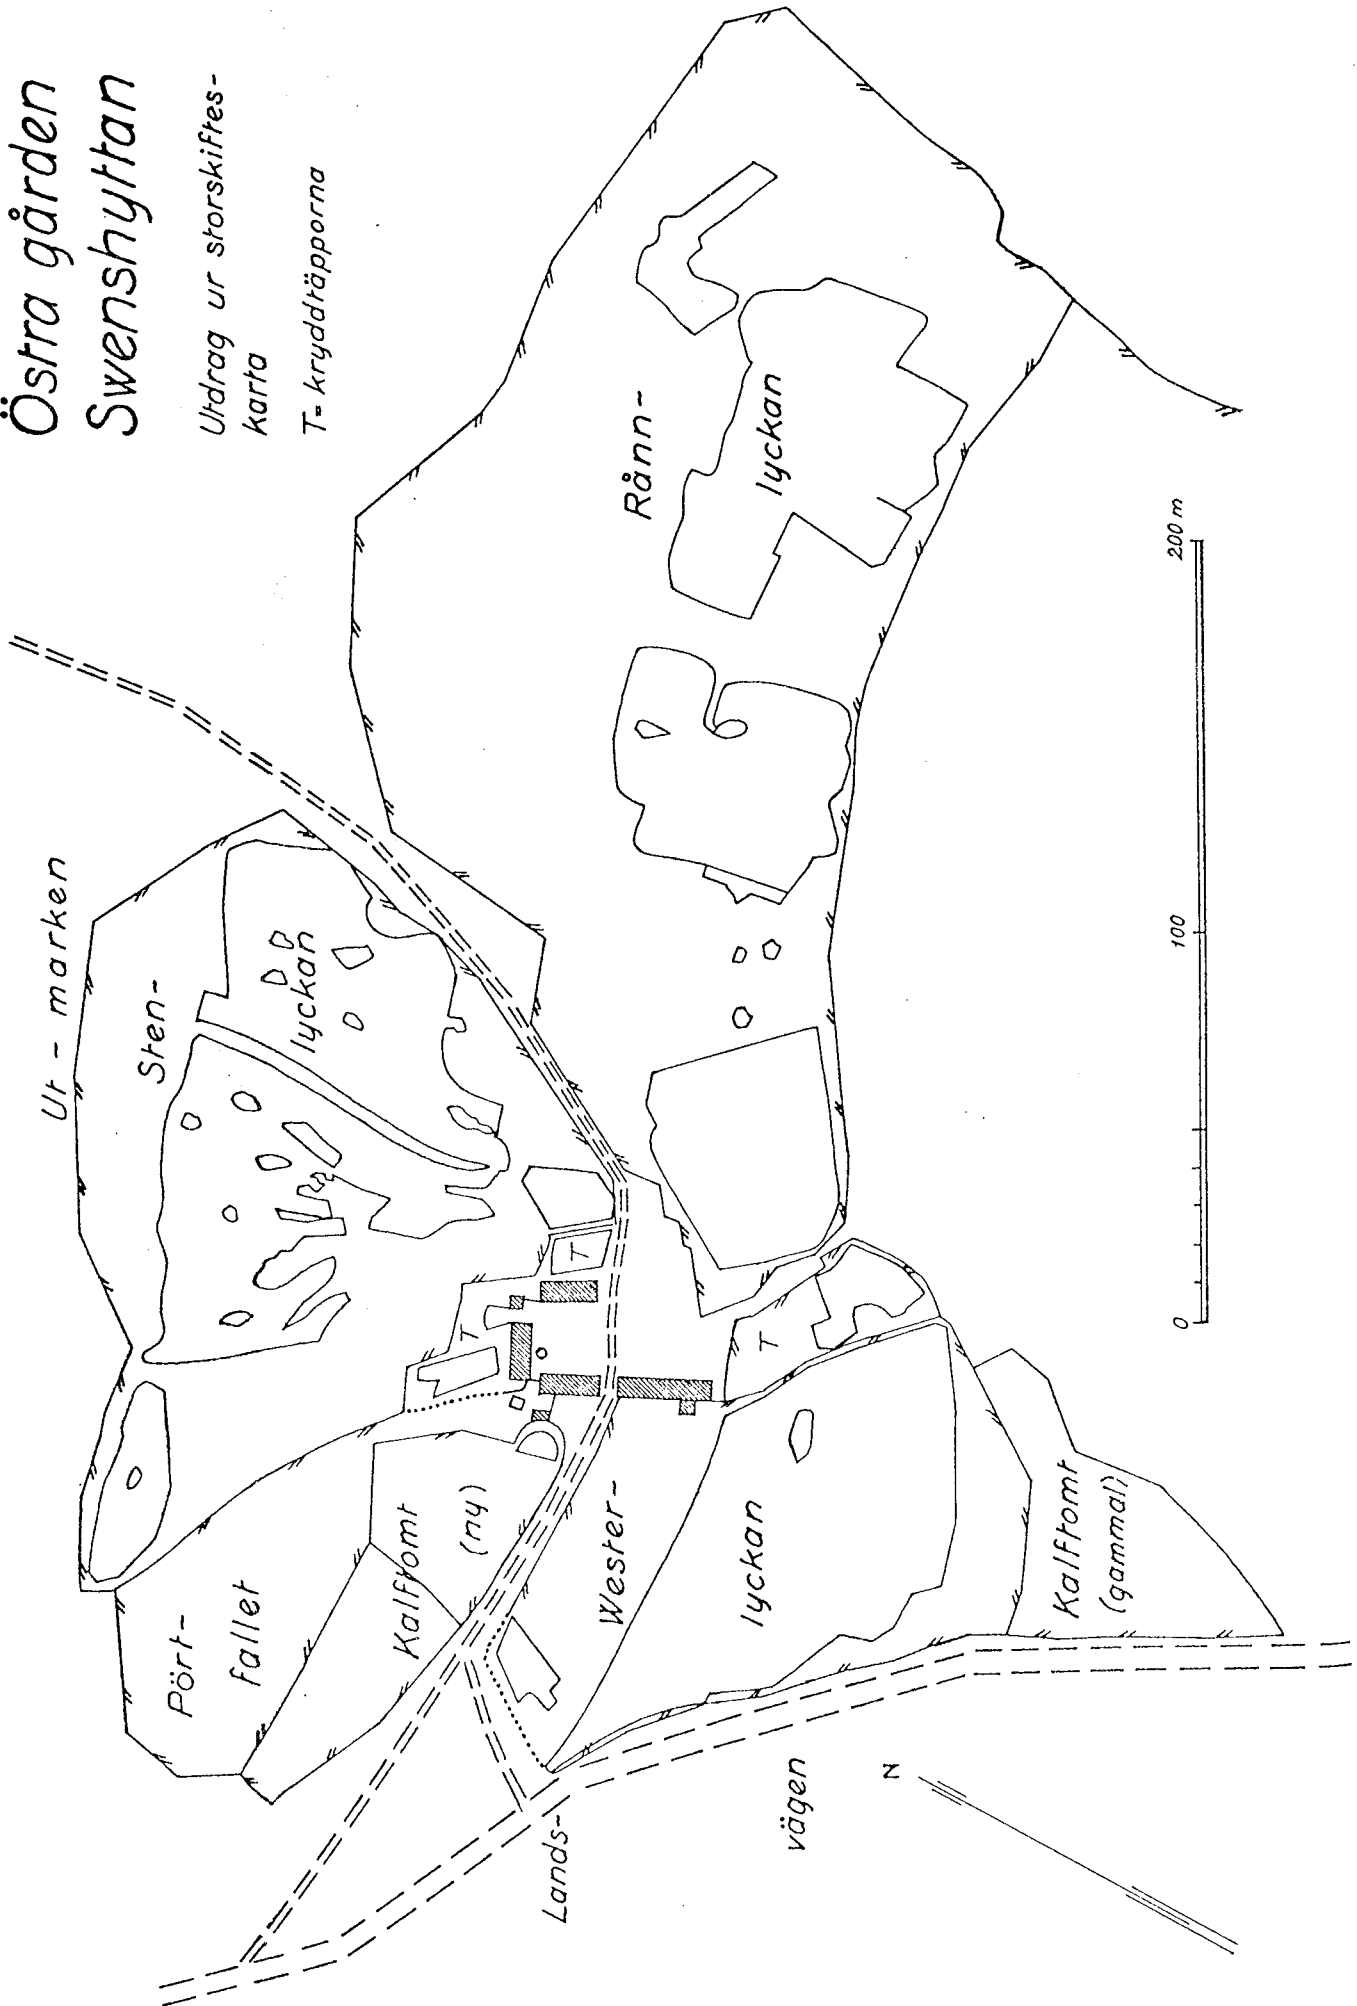 Östra gården
Swenshyttan
Utdrag ur storskiftes-
karta
T= kryddtäpporna
Ut - marken
Sten-
lyckan
Rånn-
lyckan
Pört-
fallet
Kalftomt
(ny)
T
T
T
Wester-
lyckan
Kalftomt
(gammal)
Lands-
vägen
N
0
100
200 m